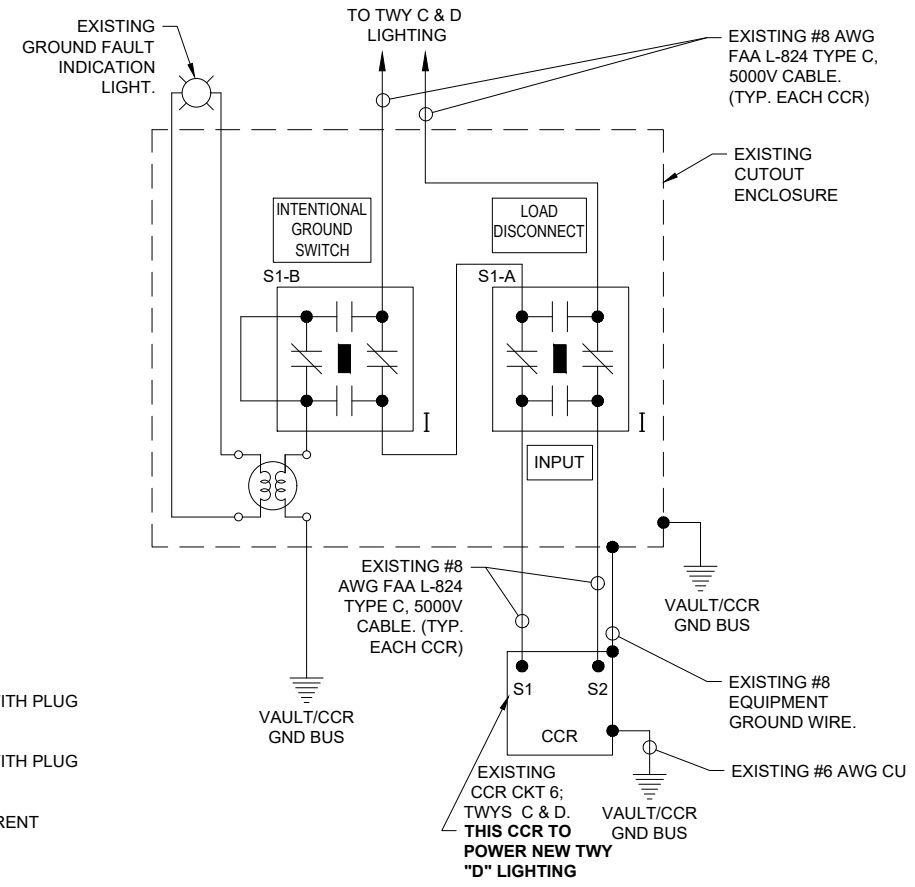 EXISTING
GROUND FAULT
INDICATION
LIGHT.
TO TWY C & D
LIGHTING
EXISTING #8 AWG
FAA L-824 TYPE C,
5000V CABLE.
(TYP. EACH CCR)
EXISTING
CUTOUT
ENCLOSURE
INTENTIONAL
GROUND
SWITCH
LOAD
DISCONNECT
S1-B
S1-A
I
I
INPUT
EXISTING #8
AWG FAA L-824
TYPE C, 5000V
CABLE. (TYP.
EACH CCR)
VAULT/CCR
GND BUS
S1
S2
CCR
EXISTING #8
EQUIPMENT
GROUND WIRE.
VAULT/CCR
GND BUS
EXISTING #6 AWG CU
VAULT/CCR
GND BUS
EXISTING
CCR CKT 6;
TWYS C & D.
THIS CCR TO
POWER NEW TWY
"D" LIGHTING
ITH PLUG
ITH PLUG
RENT